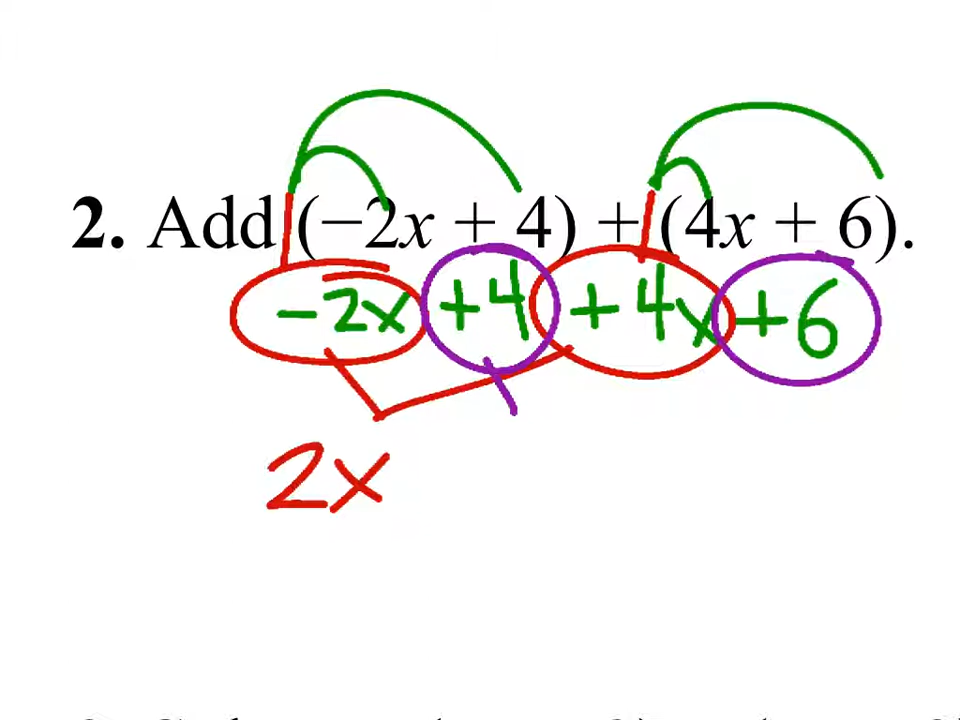 2. Add (−2x + 4) + (4x + 6).
-2x +4 +4x +6
2x